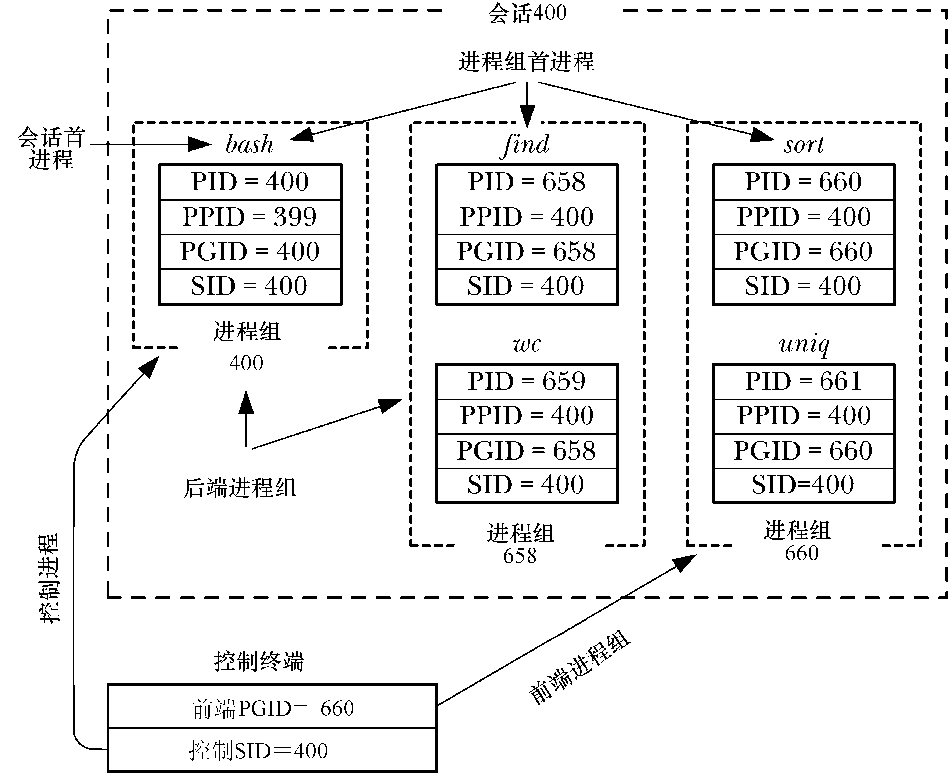 会话400
进程组首进程
会话首
进程
bash
PID = 400
PPID = 399
PGID = 400
SID = 400
进程组
400
find
PID = 658
PPID = 400
PGID = 658
SID = 400
wc
PID = 659
PPID = 400
PGID = 658
SID = 400
进程组
658
sort
PID = 660
PPID = 400
PGID = 660
SID = 400
uniq
PID = 661
PPID = 400
PGID = 660
SID=400
进程组
660
后端进程组
控制进程
前端进程组
控制终端
前端PGID= 660
控制SID=400